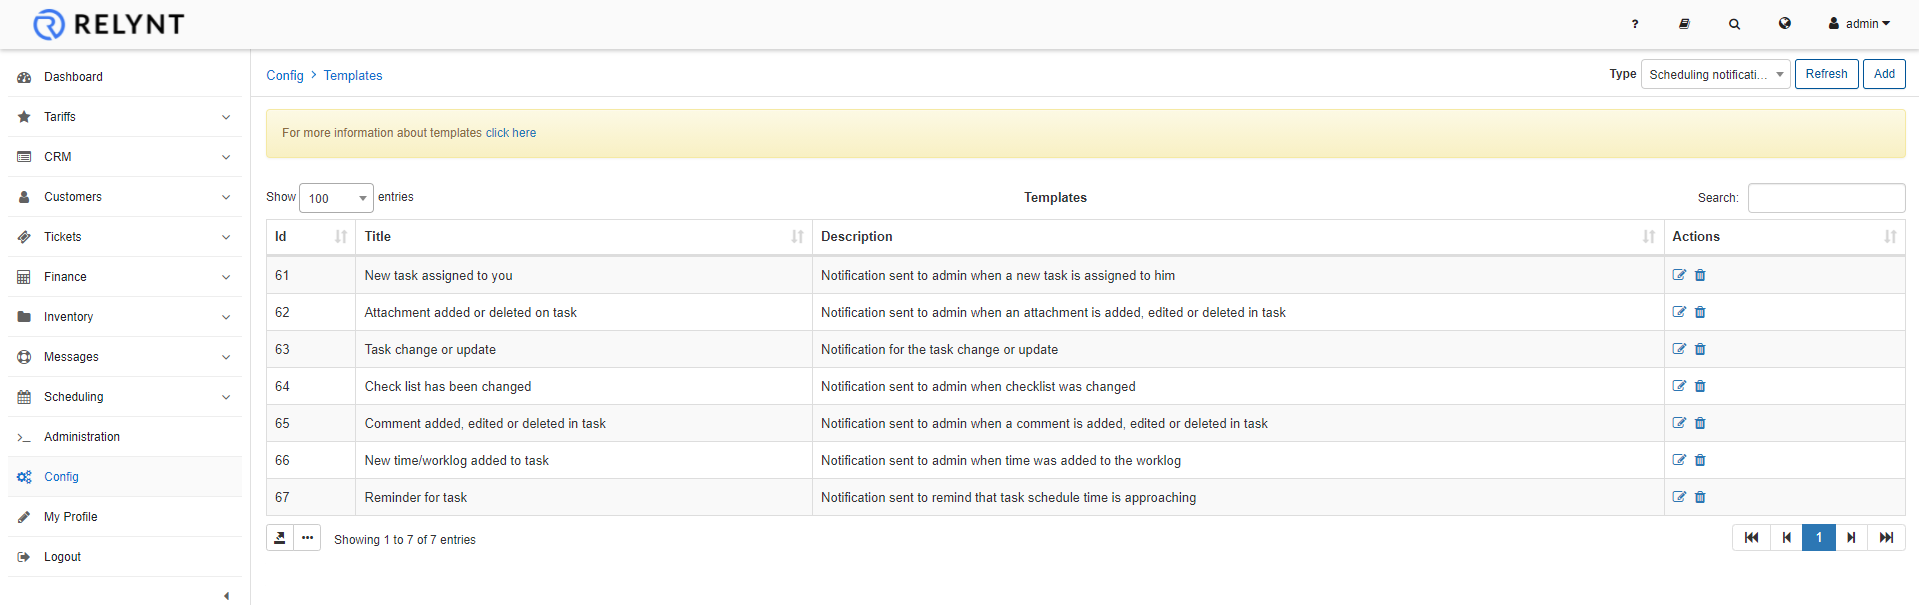 RELYNT
? admin
Dashboard
Tariffs
CRM
Customers
Tickets
Finance
Inventory
Messages
Scheduling
Administration
Config
My Profile
Logout
Config > Templates
Type Scheduling notificati... Refresh Add
For more information about templates click here
Show 100 entries
Templates
Search:
Id Title Description Actions
61 New task assigned to you Notification sent to admin when a new task is assigned to him
62 Attachment added or deleted on task Notification sent to admin when an attachment is added, edited or deleted in task
63 Task change or update Notification for the task change or update
64 Check list has been changed Notification sent to admin when checklist was changed
65 Comment added, edited or deleted in task Notification sent to admin when a comment is added, edited or deleted in task
66 New time/worklog added to task Notification sent to admin when time was added to the worklog
67 Reminder for task Notification sent to remind that task schedule time is approaching
Showing 1 to 7 of 7 entries
1